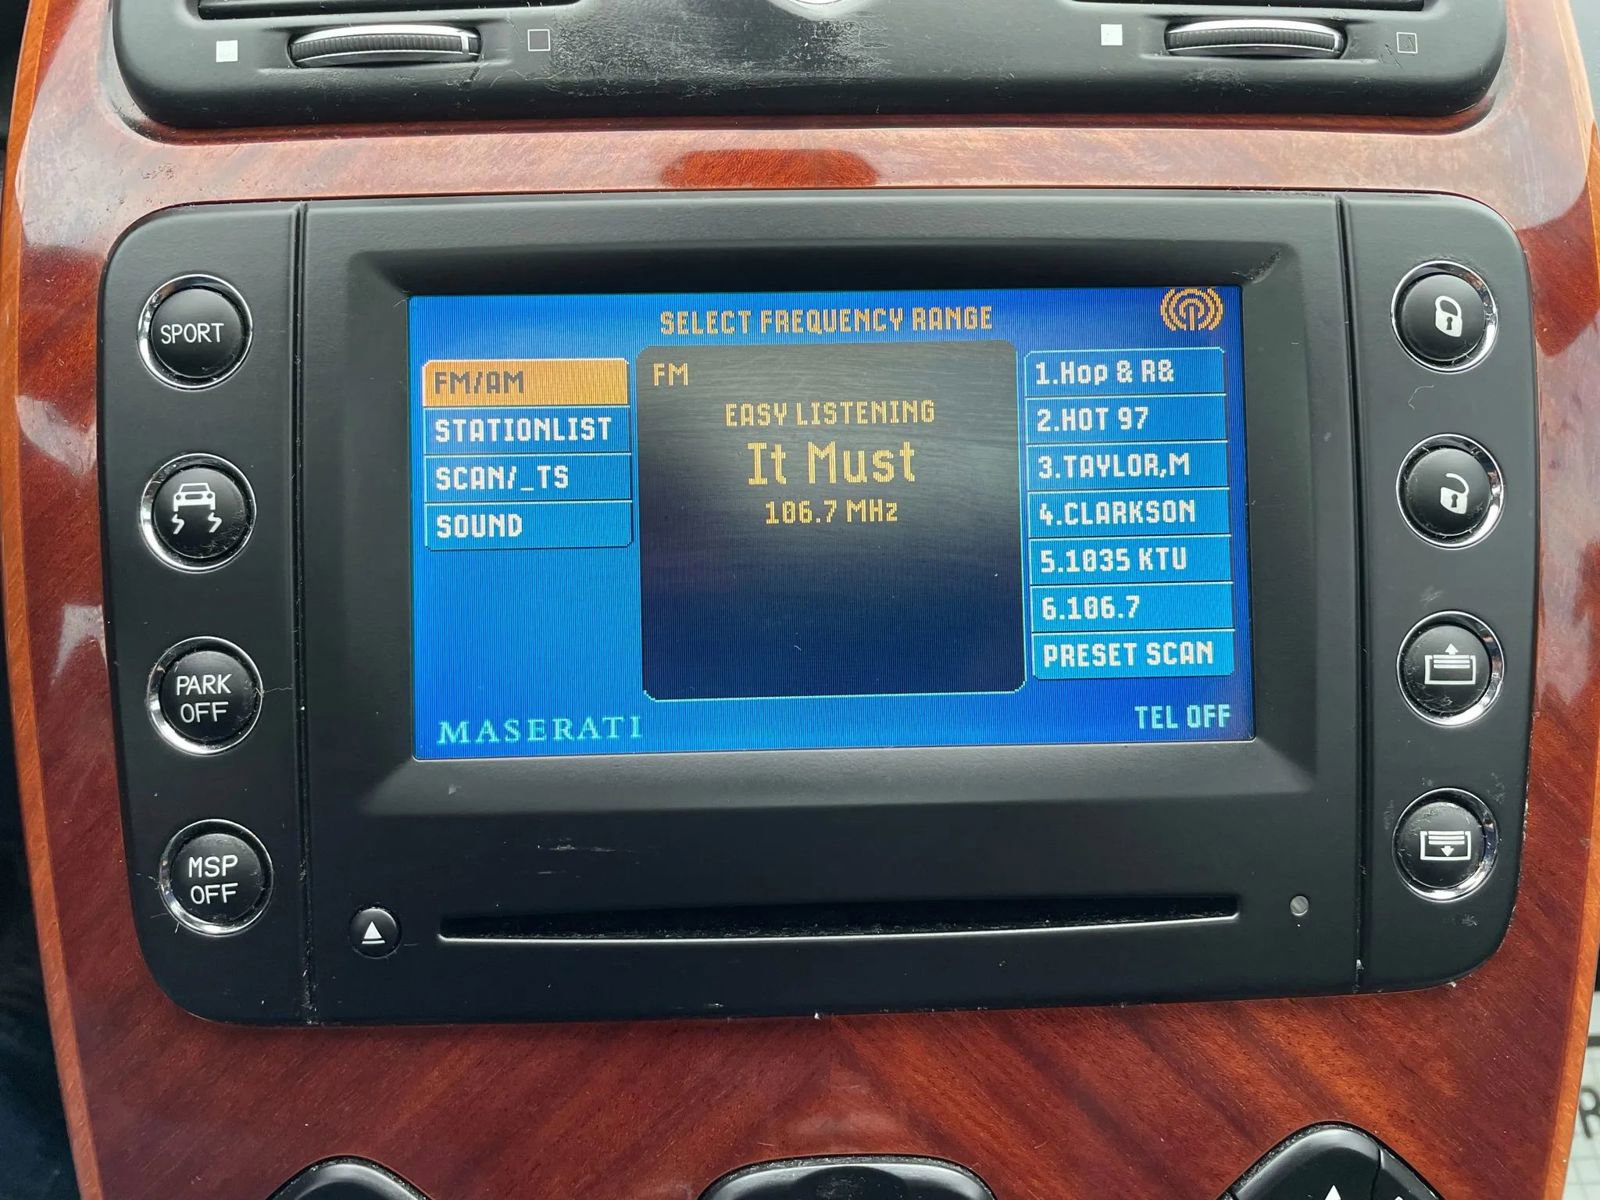 SPORT
PARK
OFF
MSP
OFF
SELECT FREQUENCY RANGE
FM/AM
STATIONLIST
SCAN/_TS
SOUND
FM
EASY LISTENING
It Must
106.7 MHz
1.Hop & R&
2.HOT 97
3.TAYLOR,M
4.CLARKSON
5.1035 KTU
6.106.7
PRESET SCAN
MASERATI
TEL OFF
R